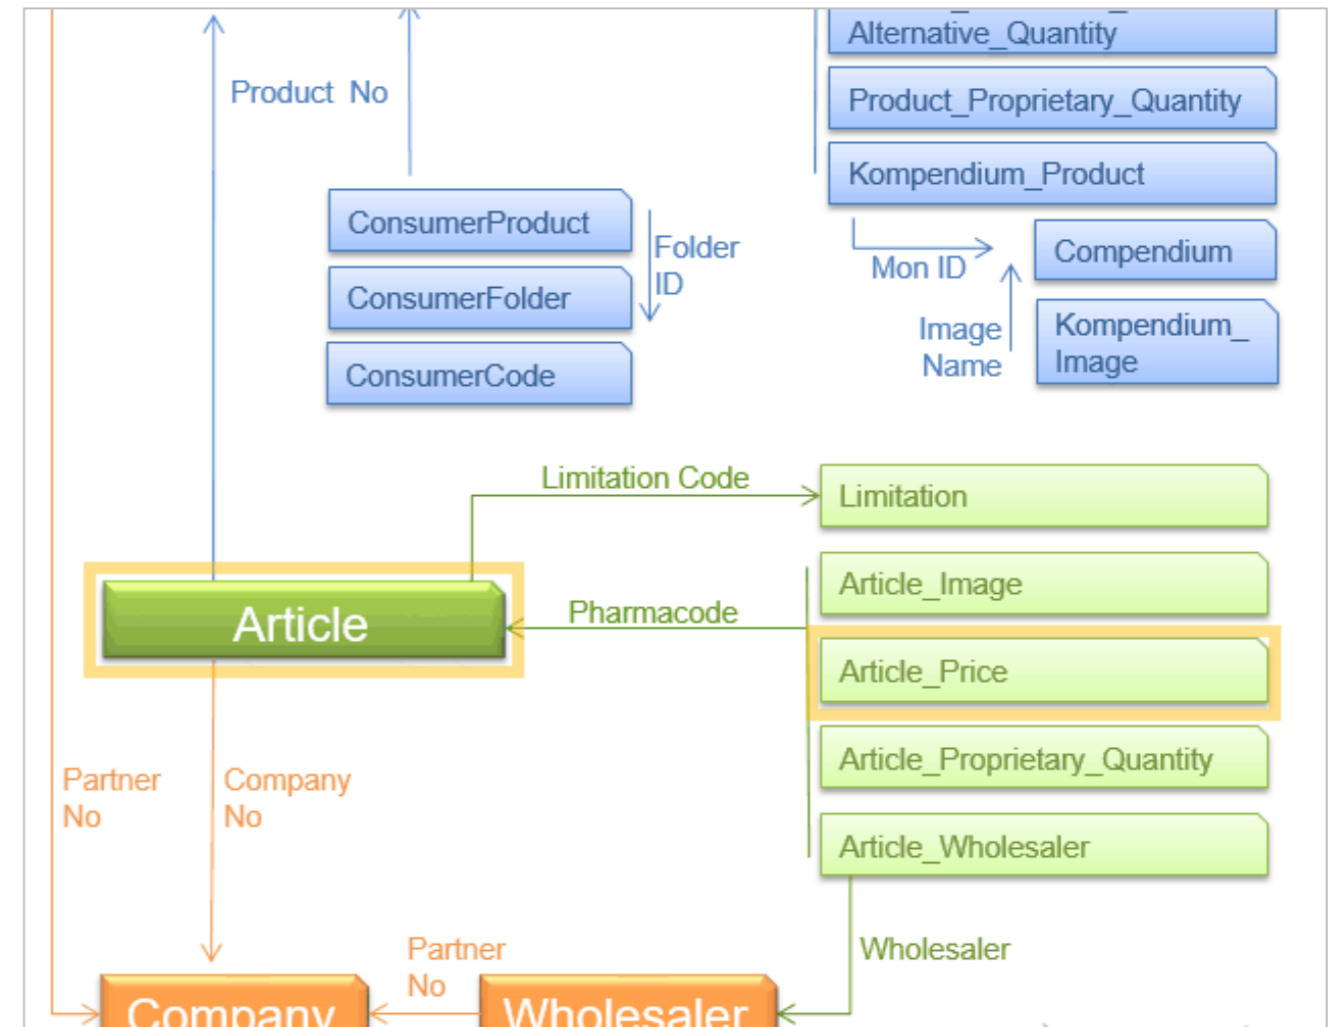 Alternative_Quantity
Product No
Product_Proprietary_Quantity
Kompendium_Product
ConsumerProduct
Folder
ID
ConsumerFolder
ConsumerCode
Mon ID
Compendium
Image
Name
Kompendium_
Image
Limitation Code
Limitation
Article_Image
Article
Pharmacode
Article_Price
Article_Proprietary_Quantity
Partner
No
Company
No
Article_Wholesaler
Partner
No
Wholesaler
Company
Wholesaler